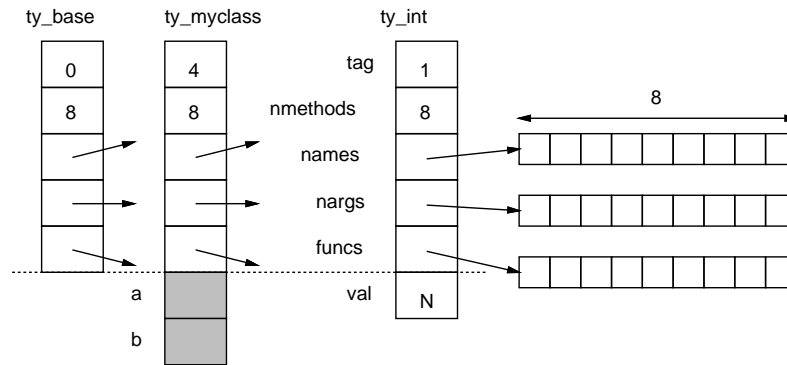 ty_base ty_myclass ty_int
0 4 tag 1
8 8 nmethods 8 8
names
nargs
funcs
a val N
b